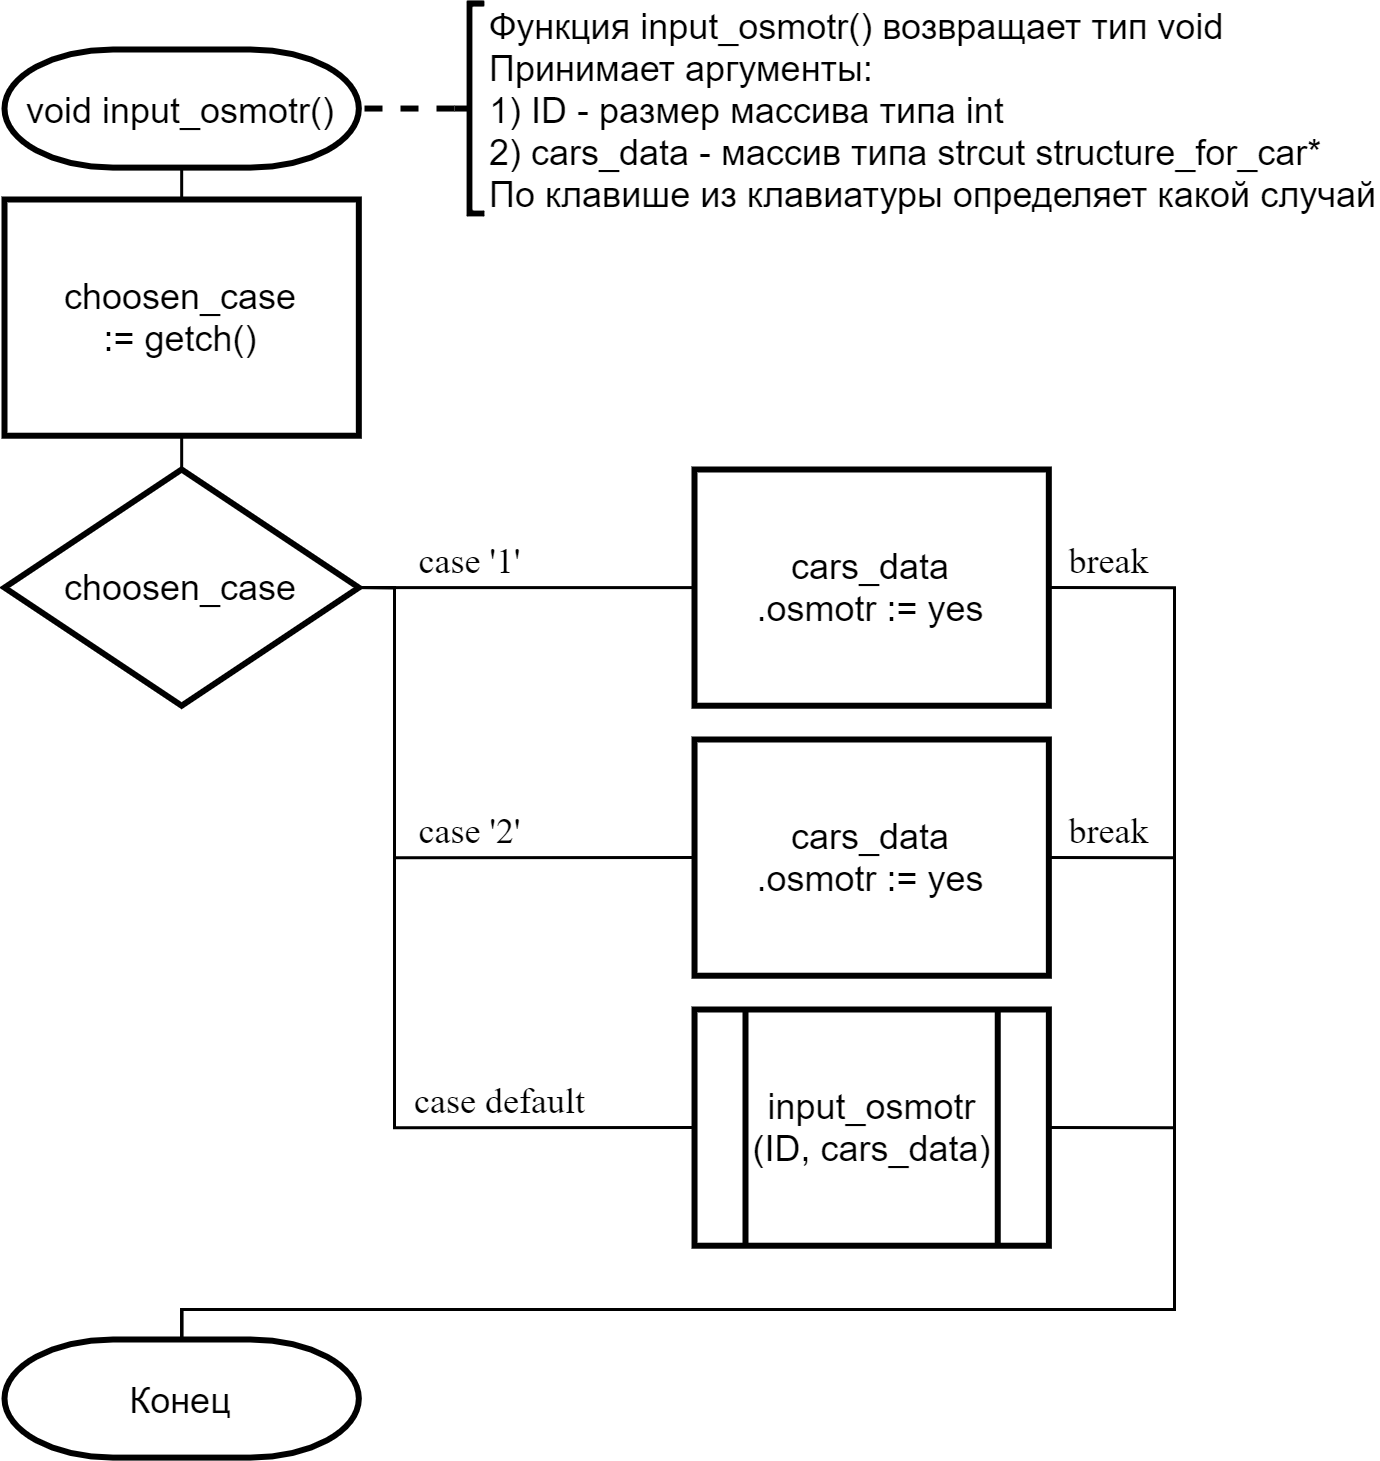 Функция input_osmotr() возвращает тип void
Принимает аргументы:
1) ID - размер массива типа int
2) cars_data - массив типа strcut structure_for_car*
По клавише из клавиатуры определяет какой случай
void input_osmotr()
choosen_case
:= getch()
choosen_case
case '1'
cars_data
.osmotr := yes
break
case '2'
cars_data
.osmotr := yes
break
case default
input_osmotr
(ID, cars_data)
Конец